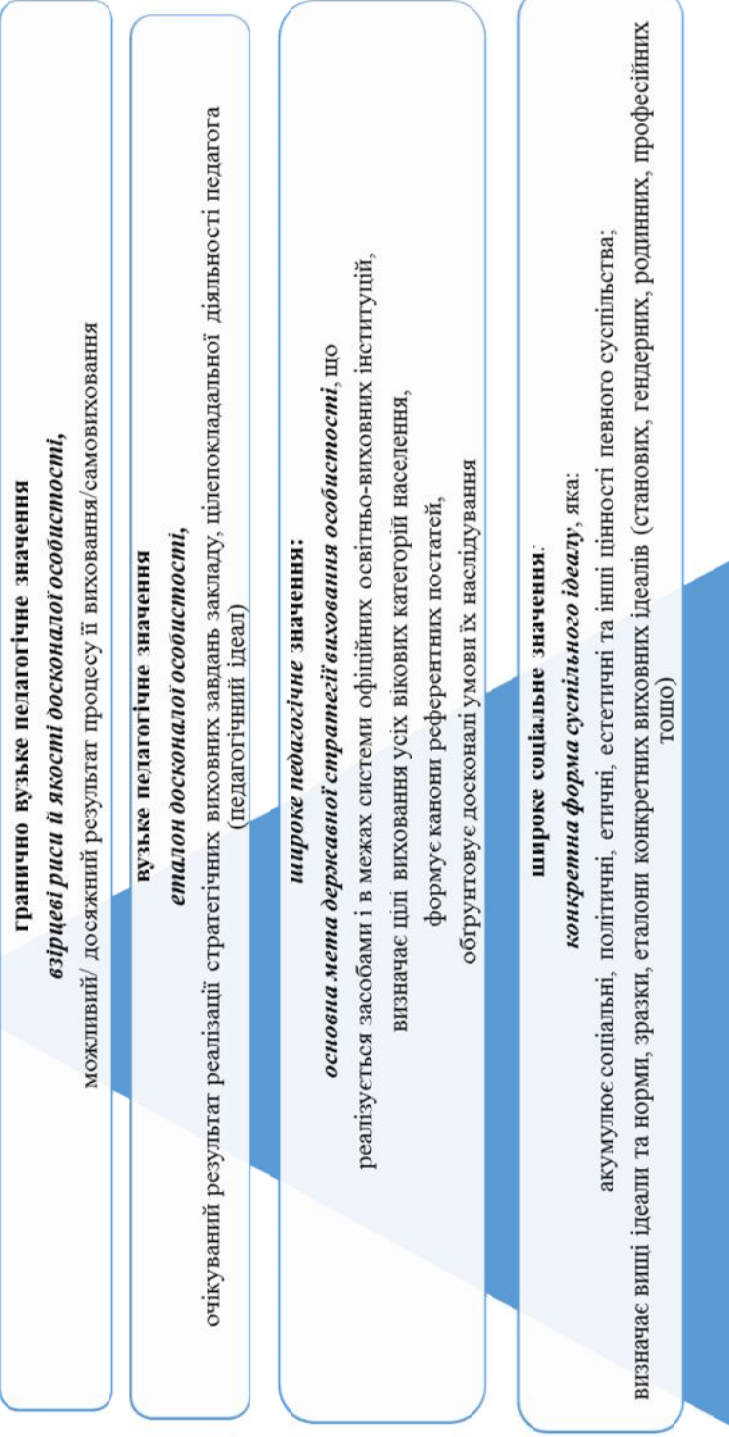 гранично вузьке педагогічне значення
взірцеві риси й якості досконалої особистості,
можливий/ досяжний результат процесу її виховання/самовиховання
вузьке педагогічне значення
еталон досконалої особистості,
очікуваний результат реалізації стратегічних виховних завдань закладу, цілепокладальної діяльності педагога
(педагогічний ідеал)
широке педагогічне значення:
основна мета державної стратегії виховання особистості, що
реалізується засобами і в межах системи офіційних освітньо-виховних інституцій,
визначає цілі виховання усіх вікових категорій населення,
формує канони референтних постатей,
обґрунтовує досконалі умови їх наслідування
широке соціальне значення:
конкретна форма суспільного ідеалу, яка:
акумулює соціальні, політичні, етичні, естетичні та інші цінності певного суспільства;
визначає вищі ідеали та норми, зразки, еталони конкретних виховних ідеалів (станових, гендерних, родинних, професійних
тощо)